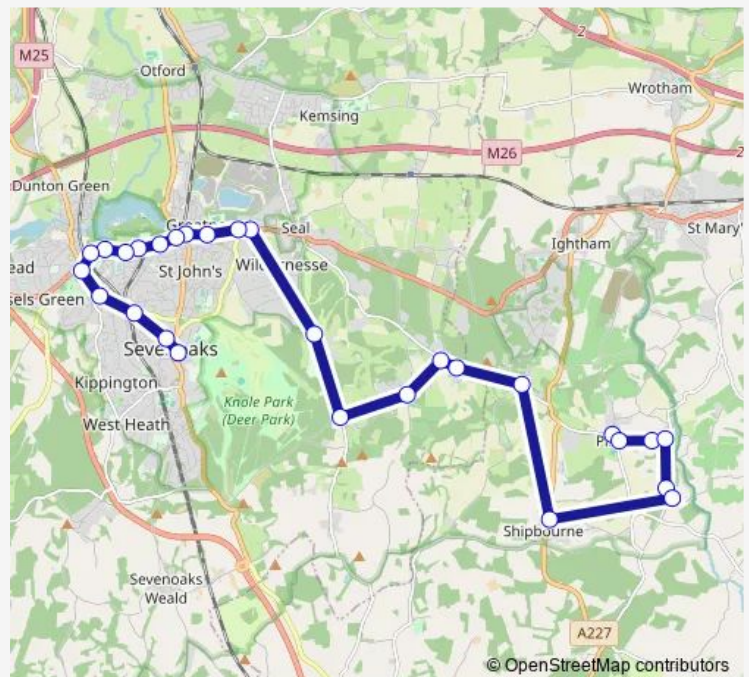 2
M25
Otford
Wrotham
Kemsing
M26
2
Dunton Green
Seal
St Mary'
ead
St John's
Ightham
sels Green
Kippington
Knole Park
(Deer Park)
West Heath
Shipbourne
Sevenoaks
Weald
A227
© OpenStreetMap contributors